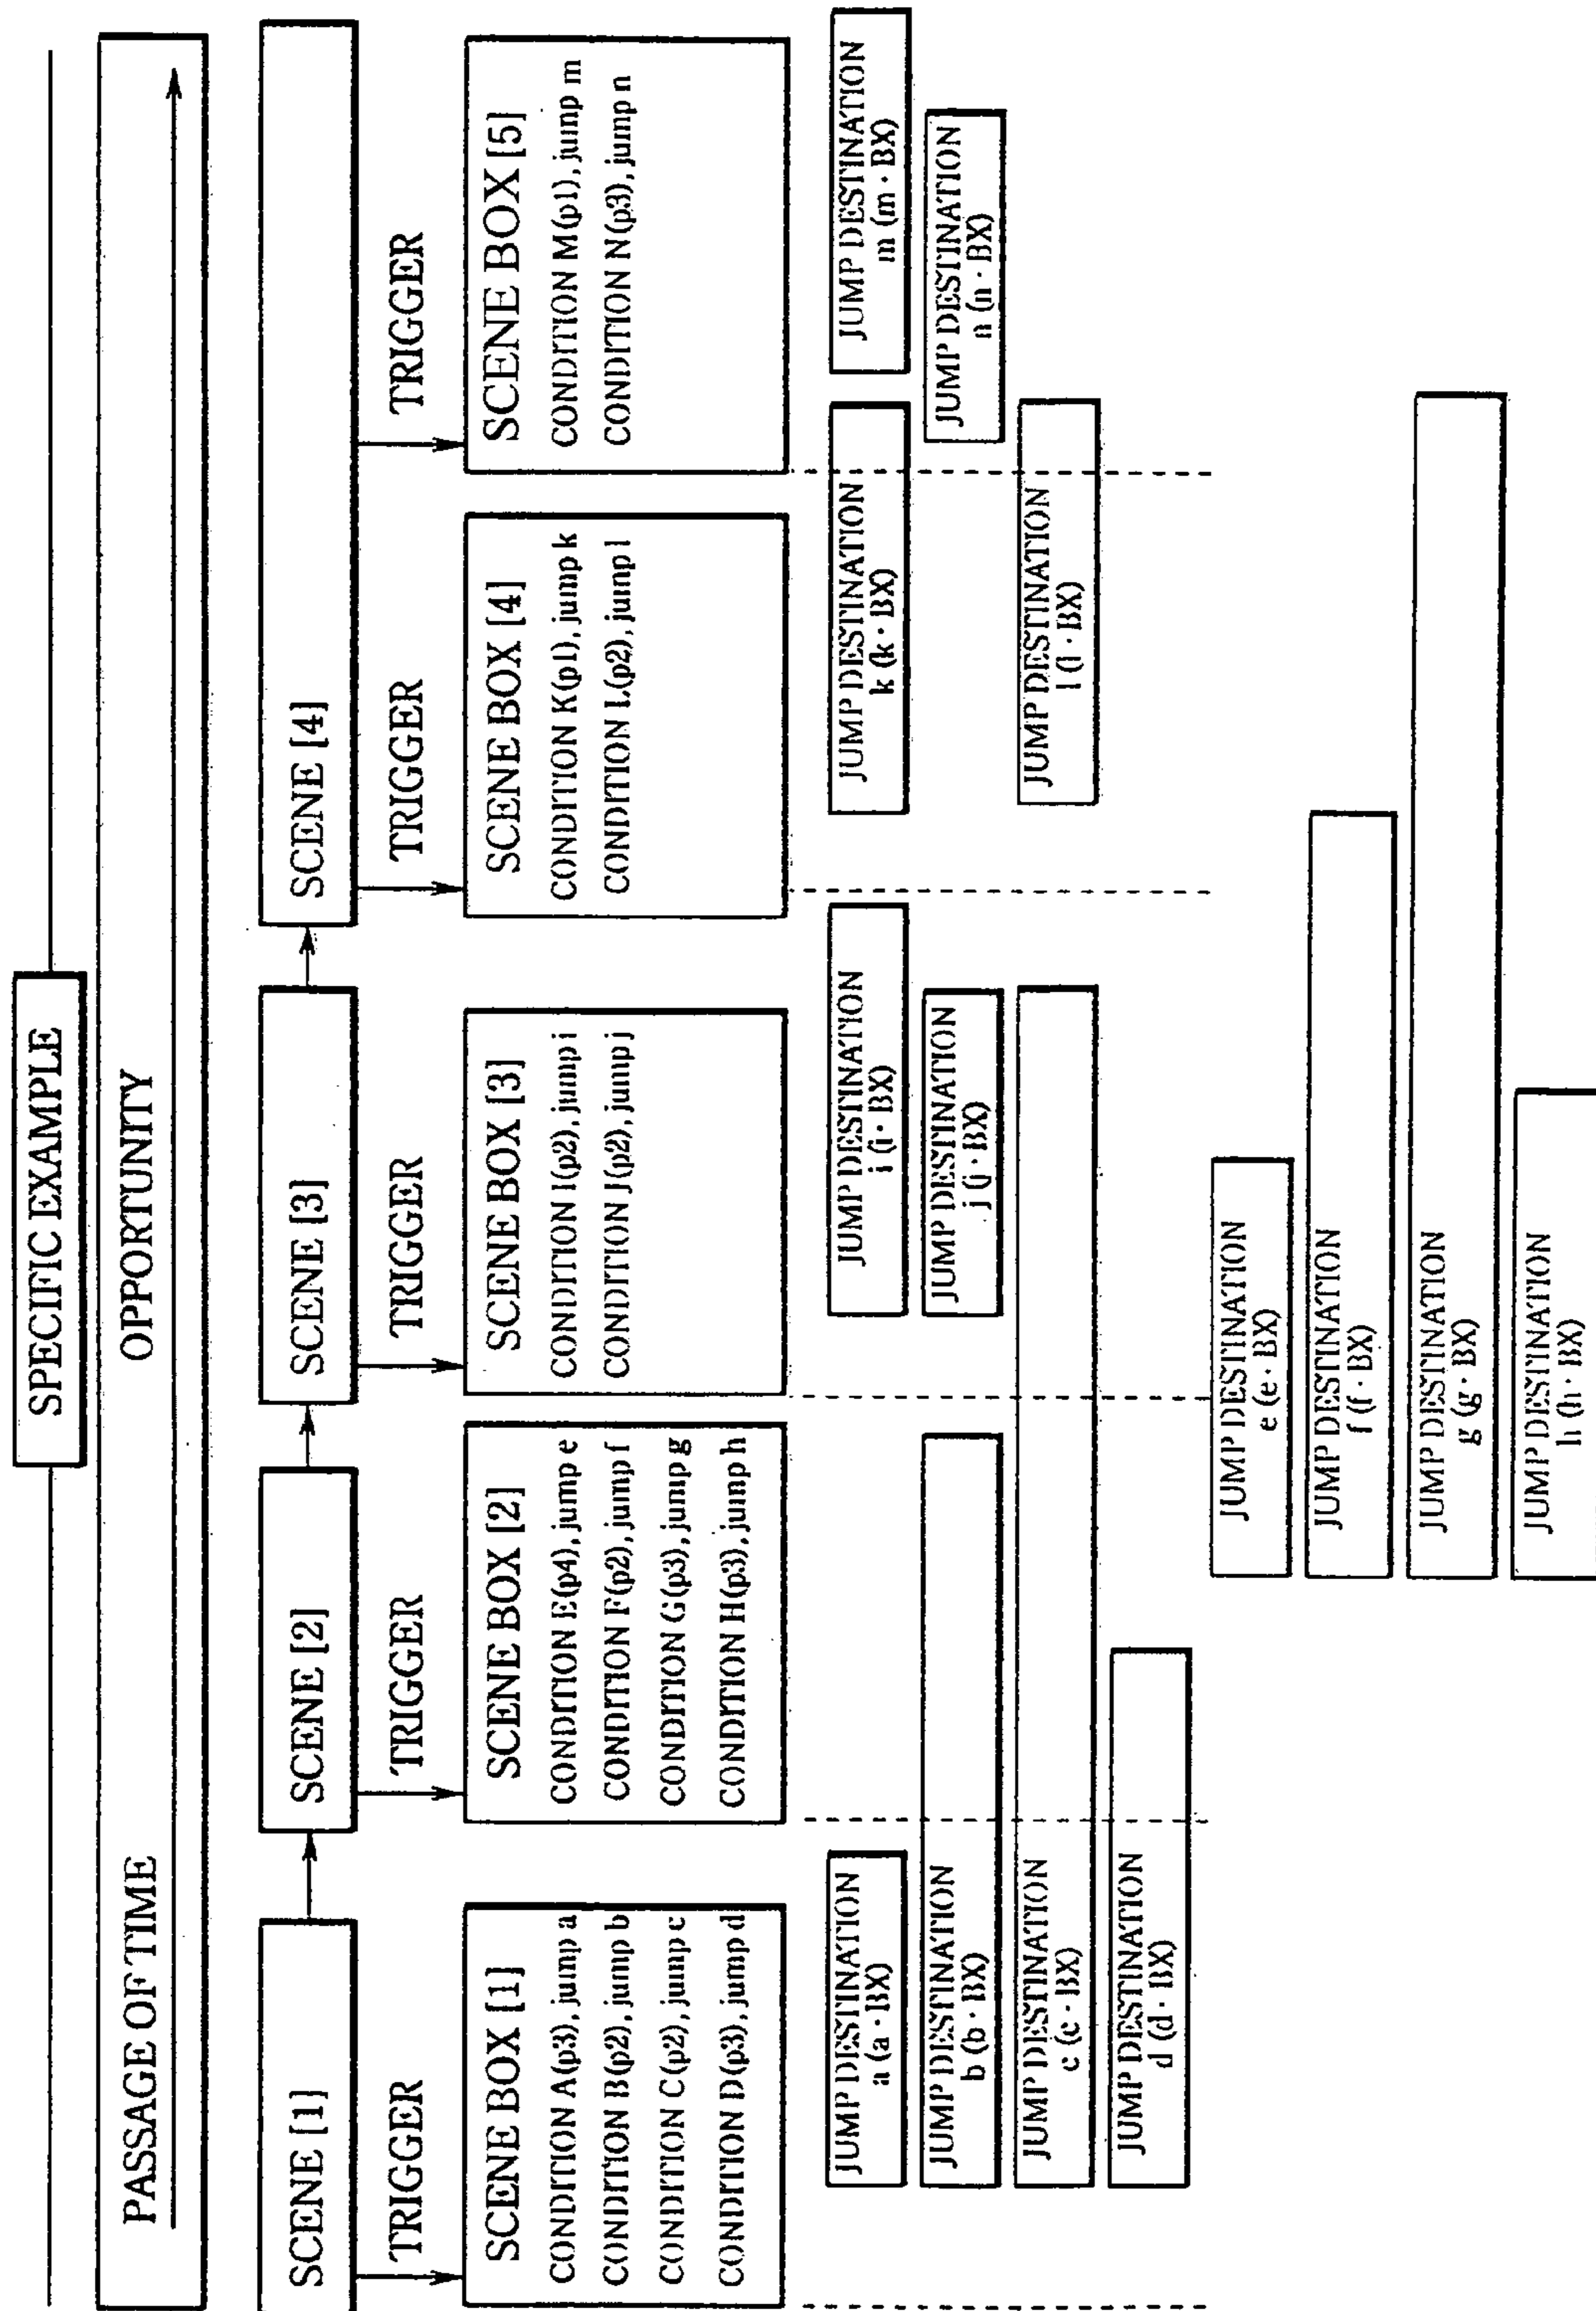 SPECIFIC EXAMPLE
PASSAGE OF TIME
OPPORTUNITY
SCENE [1]
SCENE [2]
SCENE [3]
SCENE [4]
TRIGGER
TRIGGER
TRIGGER
TRIGGER
TRIGGER
SCENE BOX [1]
CONDITION A(p3), jump a
CONDITION B(p2), jump b
CONDITION C(p2), jump c
CONDITION D(p3), jump d
SCENE BOX [2]
CONDITION E(p4), jump e
CONDITION F(p2), jump f
CONDITION G(p3), jump g
CONDITION H(p3), jump h
SCENE BOX [3]
CONDITION I(p2), jump i
CONDITION J(p2), jump j
SCENE BOX [4]
CONDITION K(p1), jump k
CONDITION L(p2), jump l
SCENE BOX [5]
CONDITION M(p1), jump m
CONDITION N(p3), jump n
JUMP DESTINATION
a (a · BX)
JUMP DESTINATION
b (b · BX)
JUMP DESTINATION
c (c · BX)
JUMP DESTINATION
d (d · BX)
JUMP DESTINATION
i (i · BX)
JUMP DESTINATION
j (j · BX)
JUMP DESTINATION
k (k · BX)
JUMP DESTINATION
l (l · BX)
JUMP DESTINATION
m (m · BX)
JUMP DESTINATION
n (n · BX)
JUMP DESTINATION
e (e · BX)
JUMP DESTINATION
f (f · BX)
JUMP DESTINATION
g (g · BX)
JUMP DESTINATION
h (h · BX)